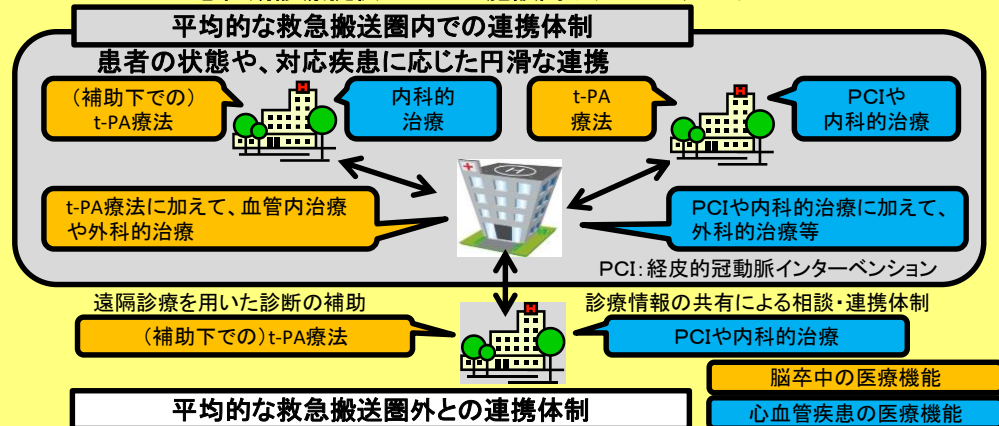 平均的な救急搬送圏内での連携体制
患者の状態や、対応疾患に応じた円滑な連携
(補助下での)
t-PA療法
内科的
治療
t-PA
療法
PCIや
内科的治療
t-PA療法に加えて、血管内治療
や外科的治療
PCIや内科的治療に加えて、
外科的治療等
PCI:経皮的冠動脈インターベンション
遠隔診療を用いた診断の補助
診療情報の共有による相談・連携体制
(補助下での)t-PA療法
PCIや内科的治療
脳卒中の医療機能
平均的な救急搬送圏外との連携体制
心血管疾患の医療機能